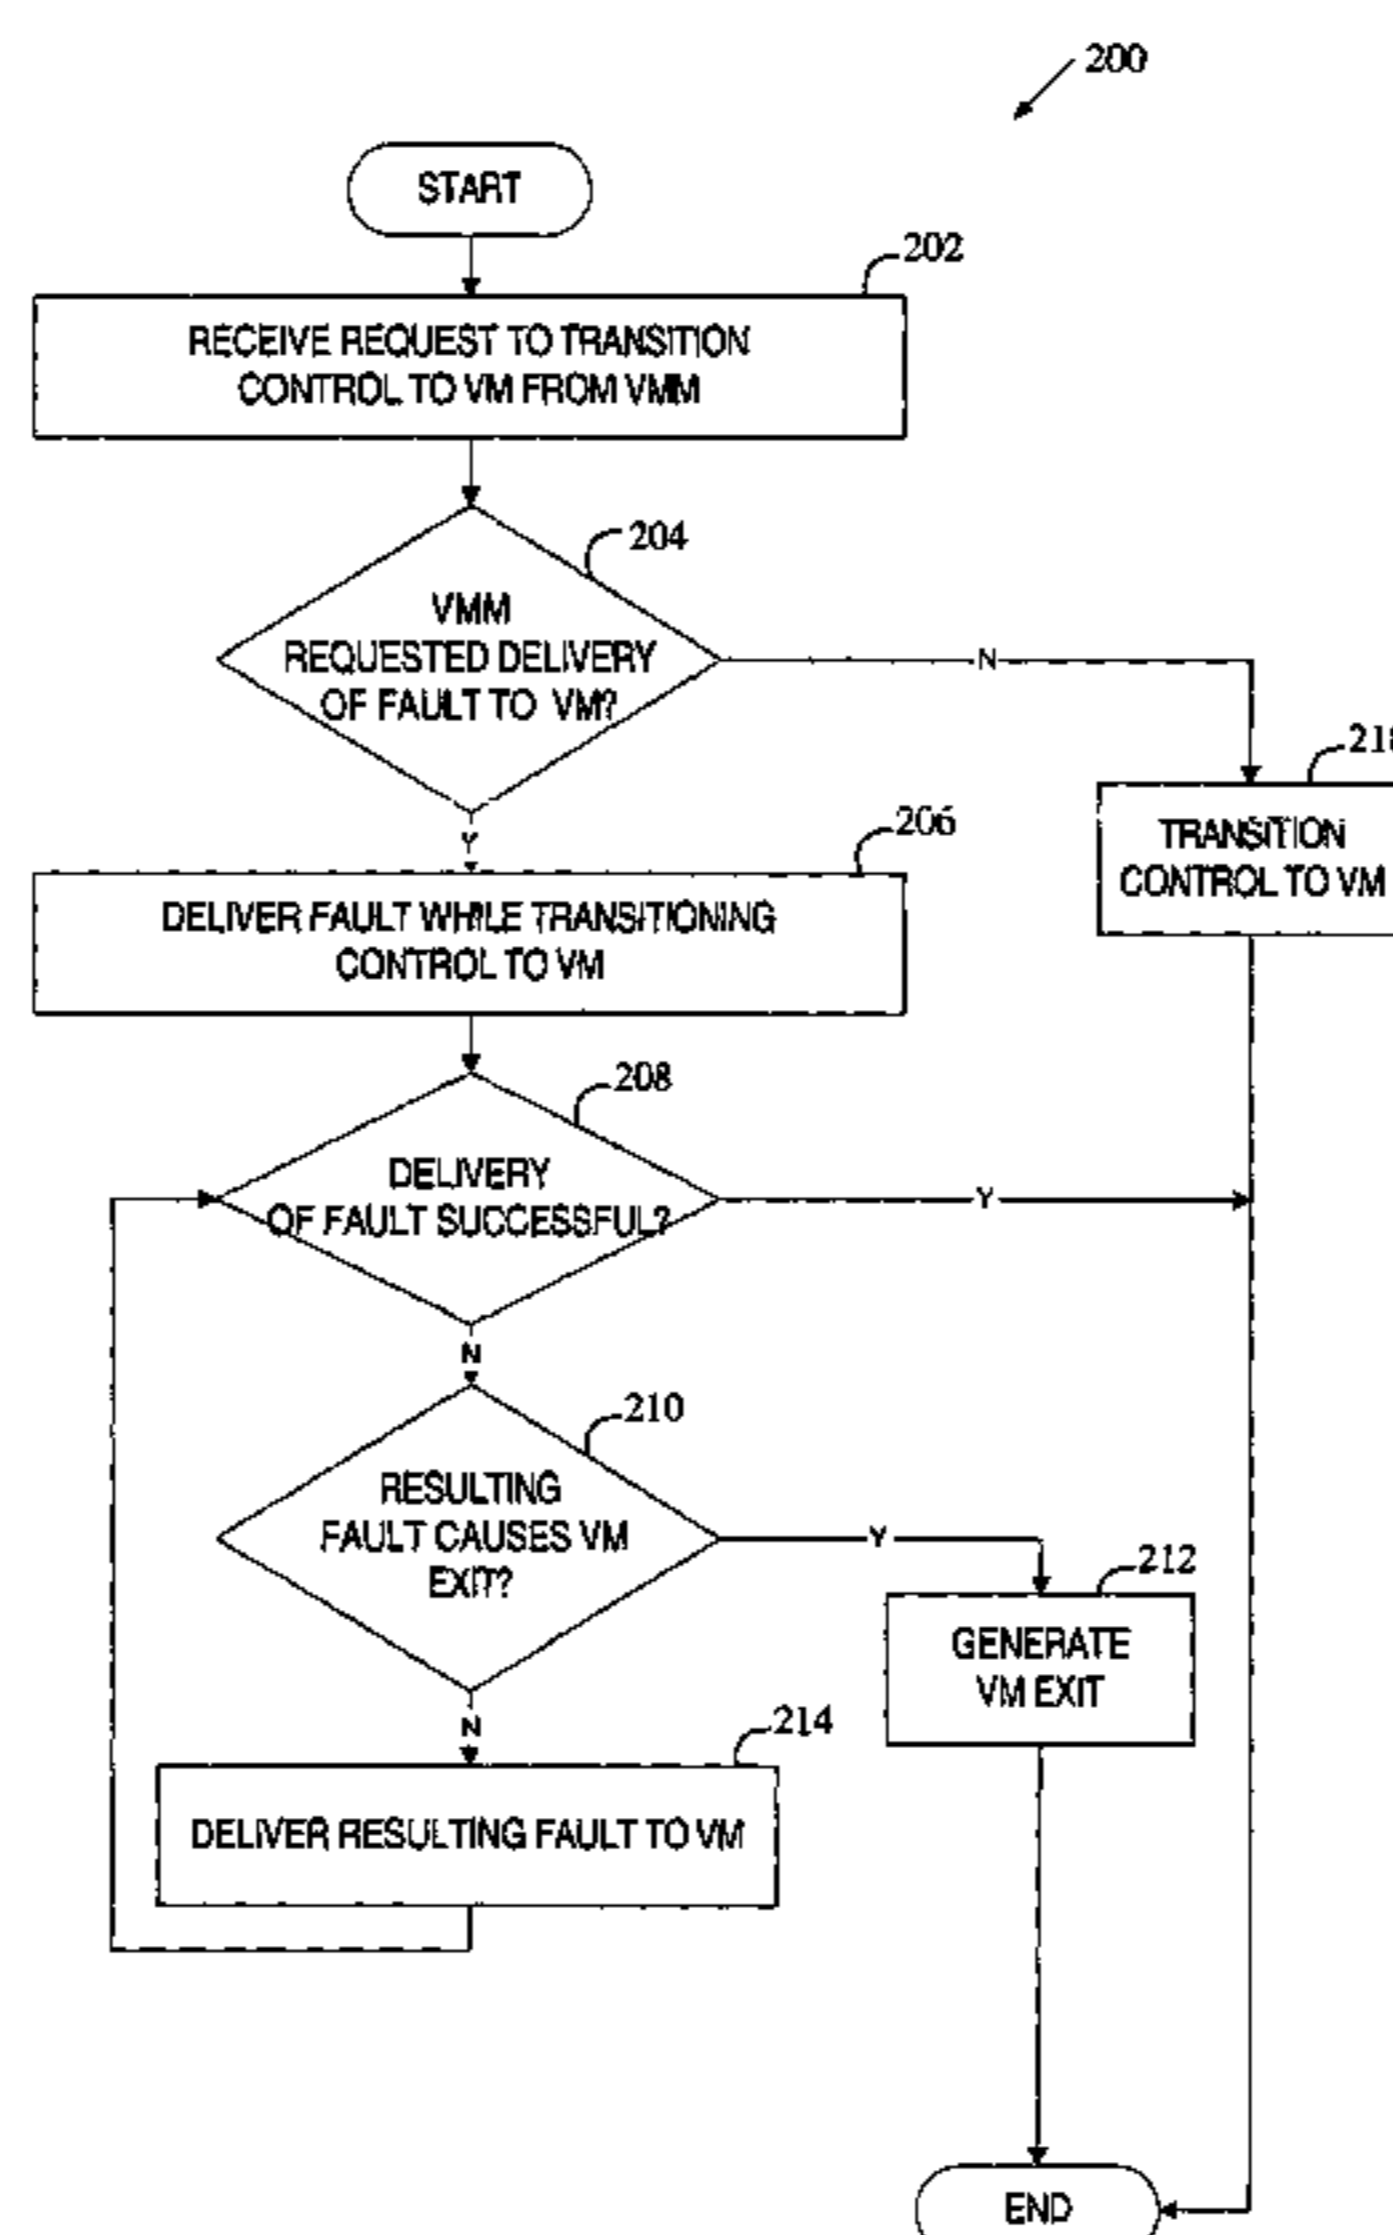 200
START
202
RECEIVE REQUEST TO TRANSITION
CONTROL TO VM FROM VMM
204
VMM
REQUESTED DELIVERY
OF FAULT TO VM?
N
TRANSITION
CONTROL TO VM
Y
206
DELIVER FAULT WHILE TRANSITIONING
CONTROL TO VM
208
DELIVERY
OF FAULT SUCCESSFUL?
Y
N
210
RESULTING
FAULT CAUSES VM
EXIT?
Y
212
GENERATE
VM EXIT
N
214
DELIVER RESULTING FAULT TO VM
END